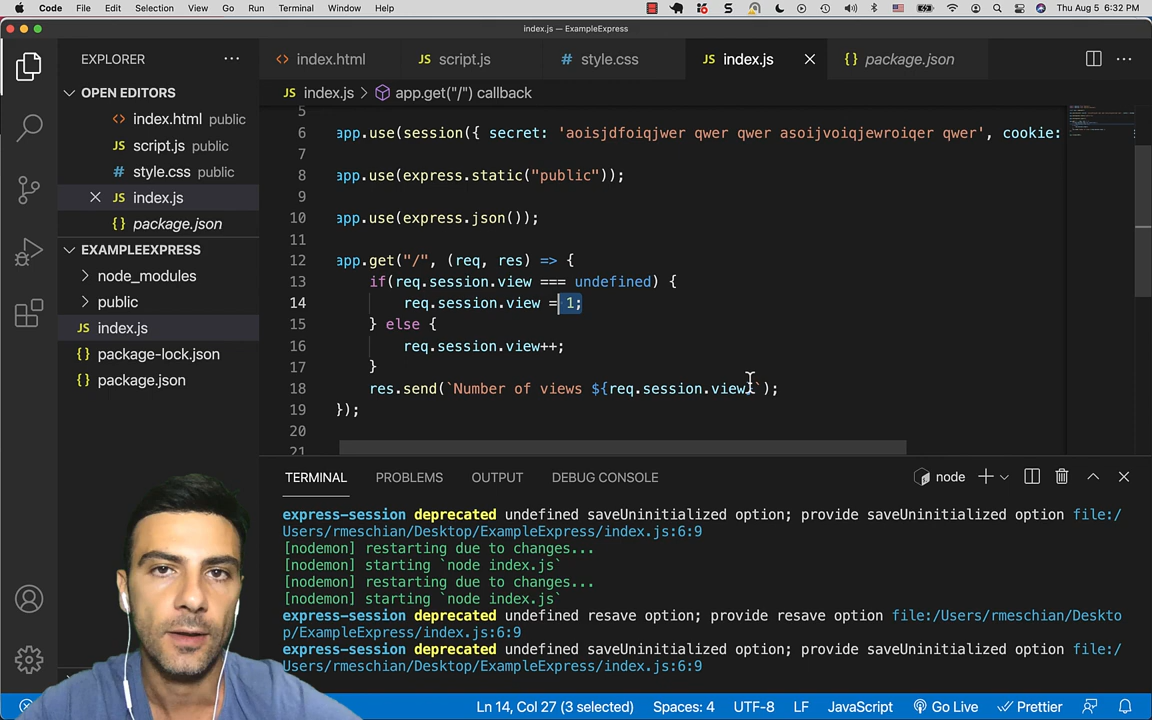 Code File Edit Selection View Go Run Terminal Window Help Thu Aug 5 6:32 PM
index.js — ExampleExpress
EXPLORER
index.html
script.js
style.css
index.js
package.json
OPEN EDITORS
index.html public
script.js public
style.css public
index.js
package.json
EXAMPLEEXPRESS
node_modules
public
index.js
package-lock.json
package.json
index.js > app.get("/") callback
5
6 app.use(session({ secret: 'aoisjdfoiqjwer qwer qwer asoijvoiqjewroiqer qwer', cookie:
7
8 app.use(express.static("public"));
9
10 app.use(express.json());
11
12 app.get("/", (req, res) => {
13 if(req.session.view === undefined) {
14 req.session.view = 1;
15 } else {
16 req.session.view++;
17 }
18 res.send(`Number of views ${req.session.view}`);
19 });
20
21
TERMINAL PROBLEMS OUTPUT DEBUG CONSOLE node
express-session deprecated undefined saveUninitialized option; provide saveUninitialized option file:/
Users/rmeschian/Desktop/ExampleExpress/index.js:6:9
[nodemon] restarting due to changes...
[nodemon] starting `node index.js`
[nodemon] restarting due to changes...
[nodemon] starting `node index.js`
express-session deprecated undefined resave option; provide resave option file:/Users/rmeschian/Deskto
p/ExampleExpress/index.js:6:9
express-session deprecated undefined saveUninitialized option; provide saveUninitialized option file:/
Users/rmeschian/Desktop/ExampleExpress/index.js:6:9
Ln 14, Col 27 (3 selected) Spaces: 4 UTF-8 LF JavaScript Go Live Prettier